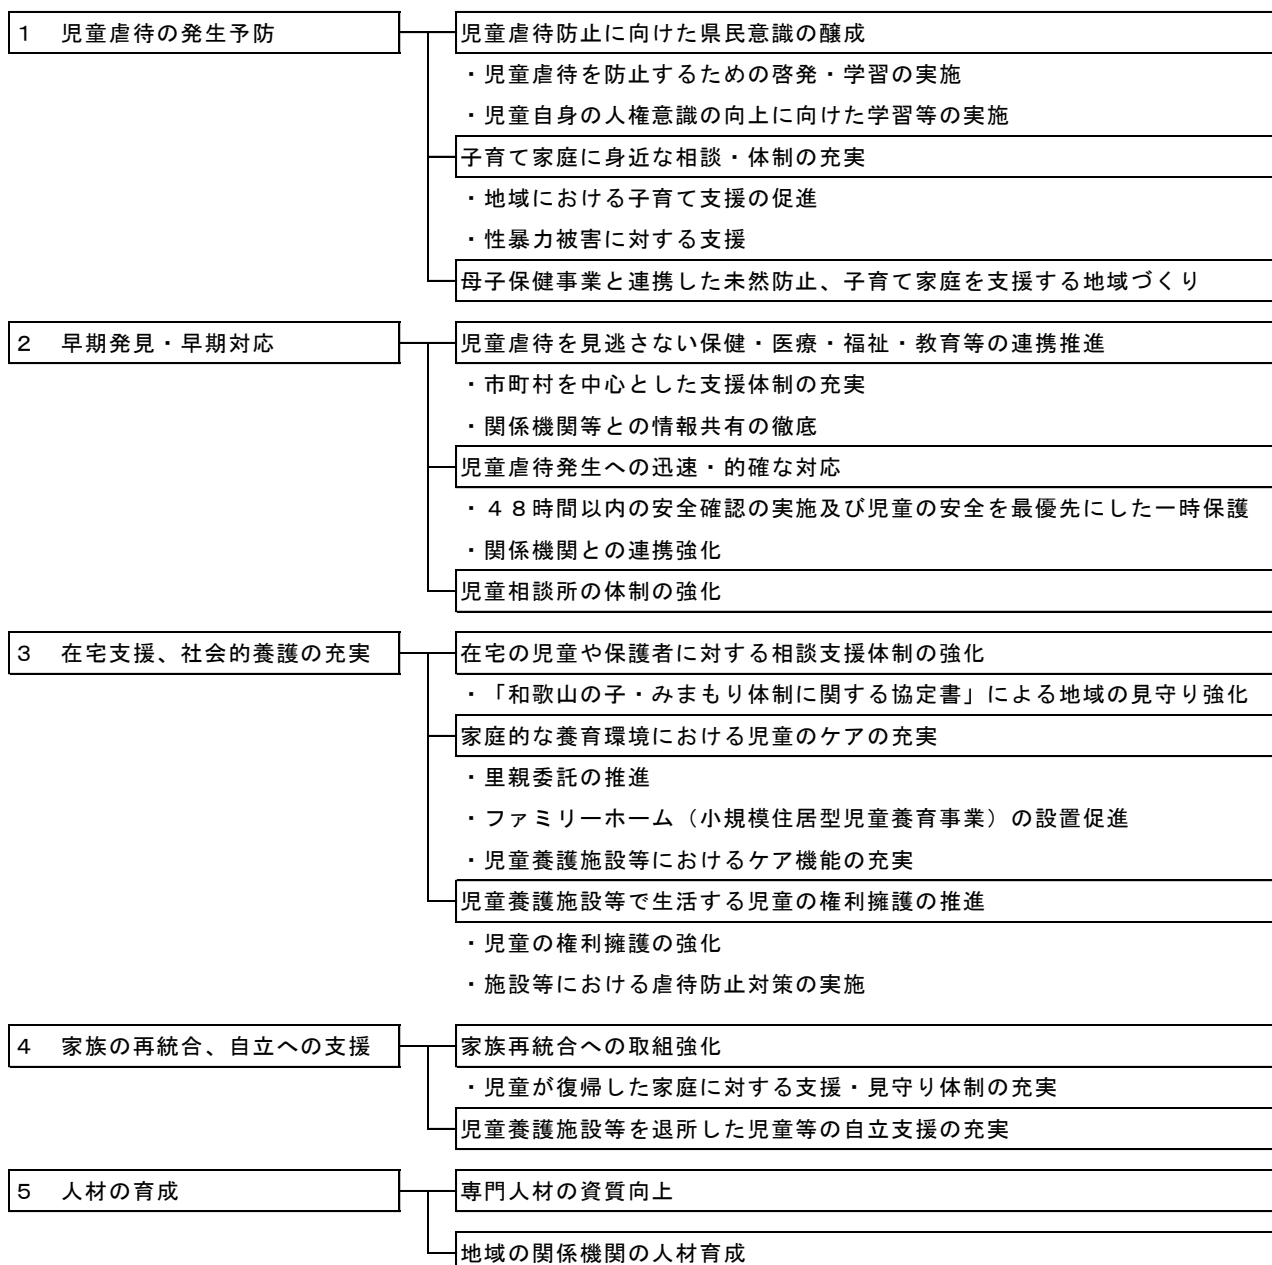 １　児童虐待の発生予防
児童虐待防止に向けた県民意識の醸成
・児童虐待を防止するための啓発・学習の実施
・児童自身の人権意識の向上に向けた学習等の実施
子育て家庭に身近な相談・体制の充実
・地域における子育て支援の促進
・性暴力被害に対する支援
母子保健事業と連携した未然防止、子育て家庭を支援する地域づくり
２　早期発見・早期対応
児童虐待を見逃さない保健・医療・福祉・教育等の連携推進
・市町村を中心とした支援体制の充実
・関係機関等との情報共有の徹底
児童虐待発生への迅速・的確な対応
・４８時間以内の安全確認の実施及び児童の安全を最優先にした一時保護
・関係機関との連携強化
児童相談所の体制の強化
３　在宅支援、社会的養護の充実
在宅の児童や保護者に対する相談支援体制の強化
・「和歌山の子・みまもり体制に関する協定書」による地域の見守り強化
家庭的な養育環境における児童のケアの充実
・里親委託の推進
・ファミリーホーム（小規模住居型児童養育事業）の設置促進
・児童養護施設等におけるケア機能の充実
児童養護施設等で生活する児童の権利擁護の推進
・児童の権利擁護の強化
・施設等における虐待防止対策の実施
４　家族の再統合、自立への支援
家族再統合への取組強化
・児童が復帰した家庭に対する支援・見守り体制の充実
児童養護施設等を退所した児童等の自立支援の充実
５　人材の育成
専門人材の資質向上
地域の関係機関の人材育成